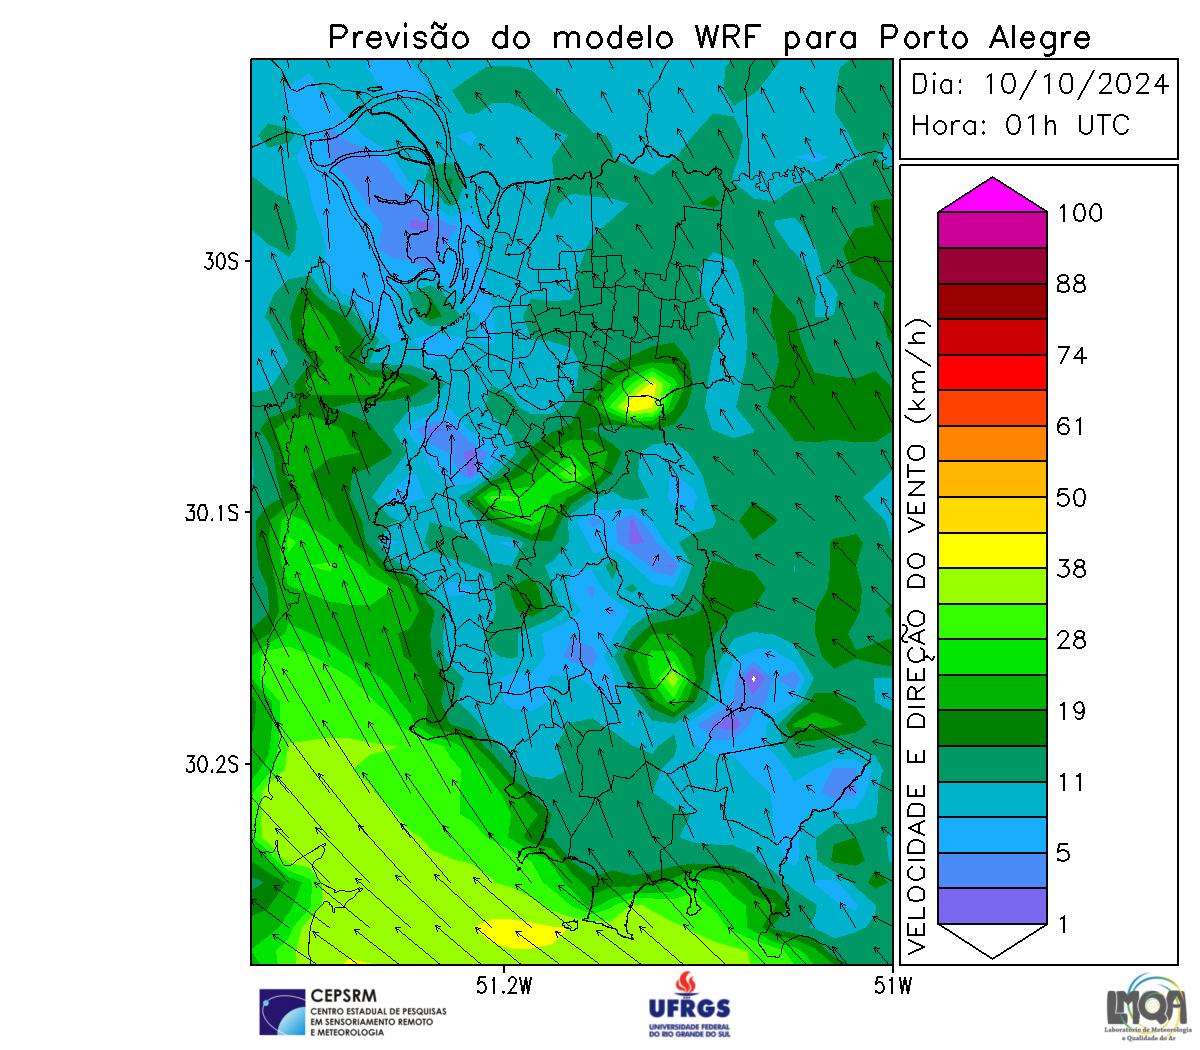 Previsão do modelo WRF para Porto Alegre
Dia: 10/10/2024
Hora: 01h UTC
30S
30.1S
30.2S
51.2W
51W
VELOCIDADE E DIREÇÃO DO VENTO (km/h)
100
88
74
61
50
38
28
19
11
5
1
CEPSRM
CENTRO ESTADUAL DE PESQUISAS
EM SENSORIAMENTO REMOTO
E METEOROLOGIA
UFRGS
UNIVERSIDADE FEDERAL
DO RIO GRANDE DO SUL
LMQA
Laboratório de Meteorologia
e Qualidade do Ar